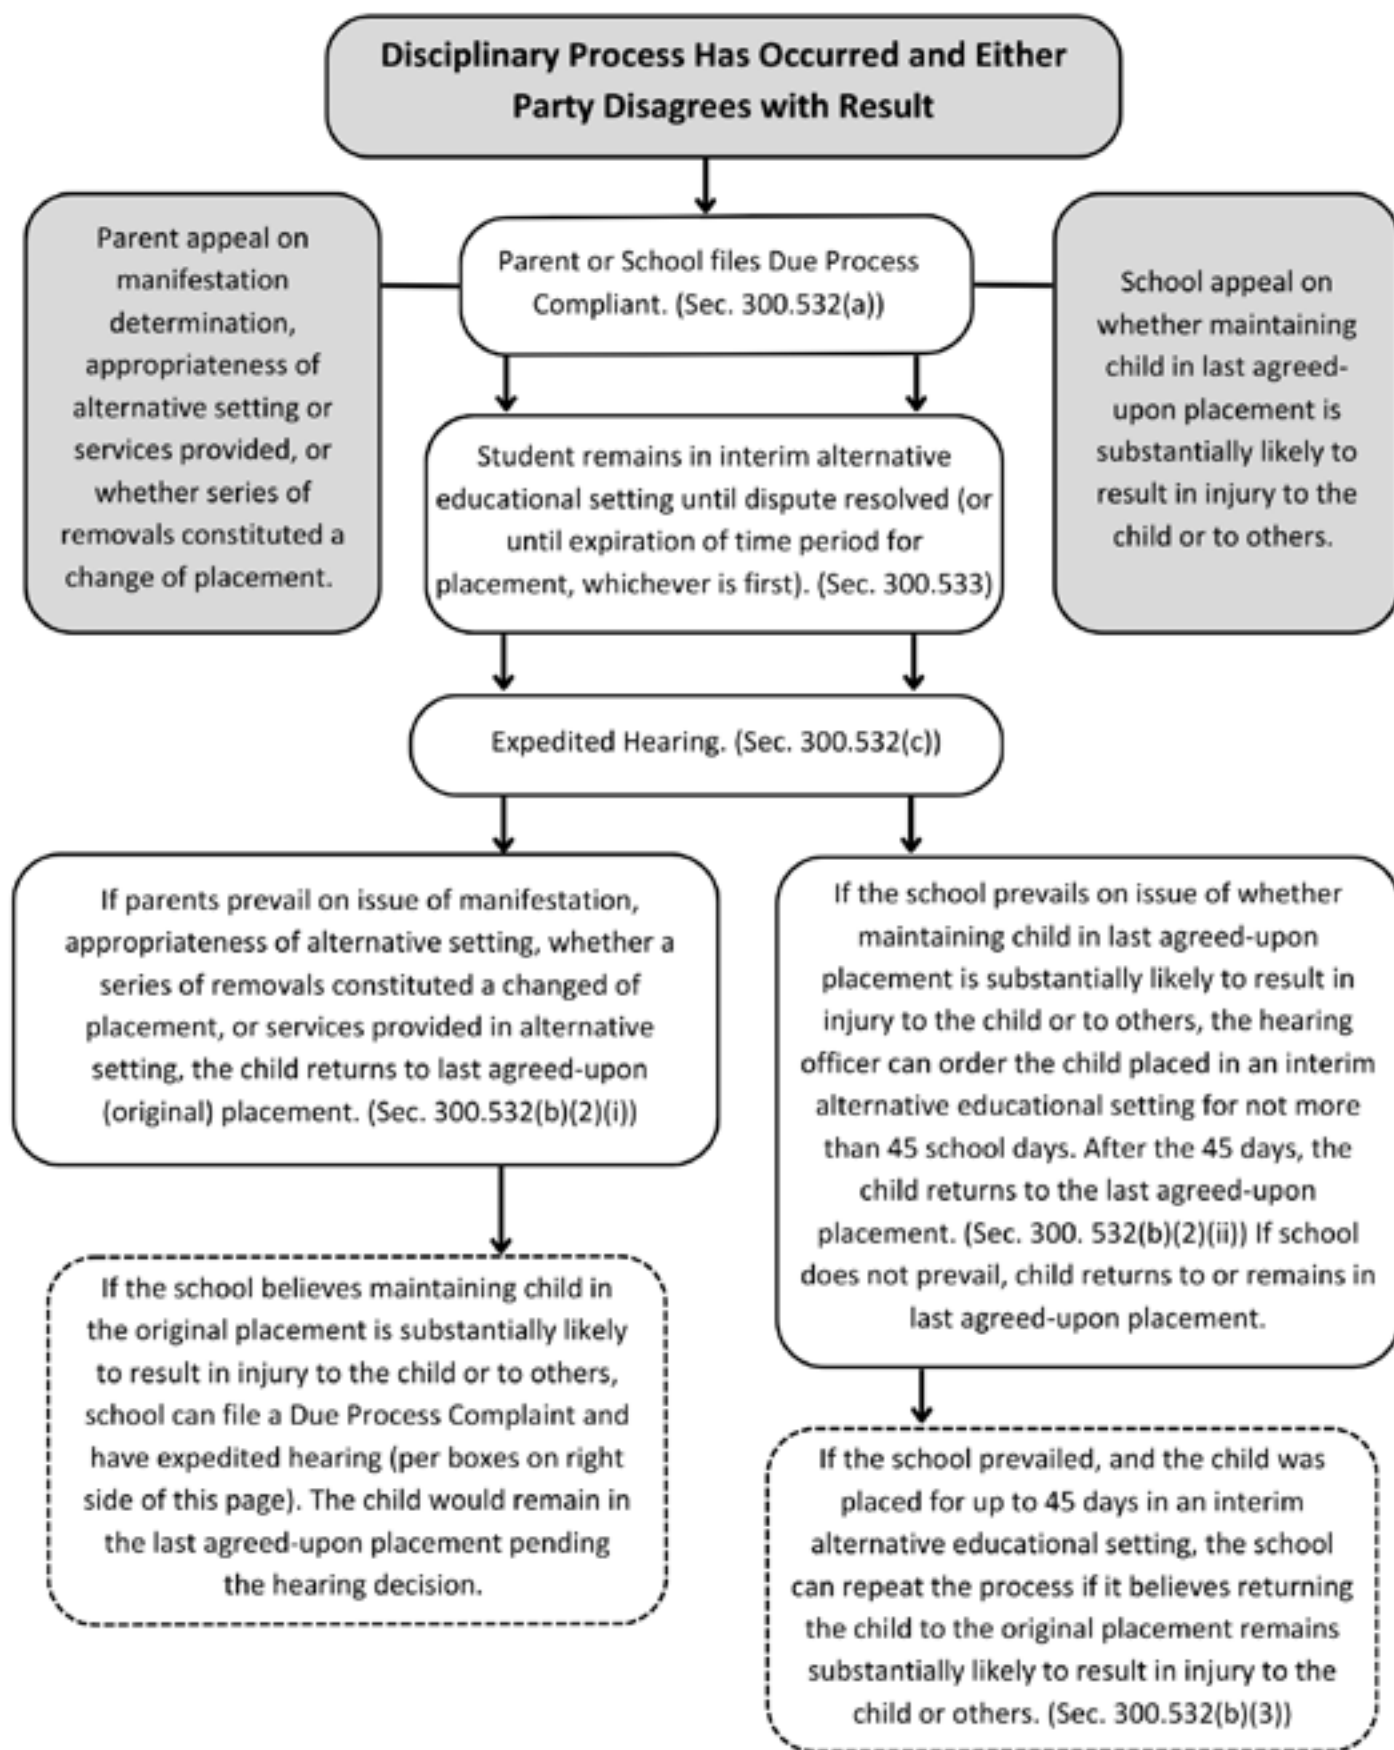 Disciplinary Process Has Occurred and Either
Party Disagrees with Result
Parent appeal on
manifestation
determination,
appropriateness of
alternative setting or
services provided, or
whether series of
removals constituted a
change of placement.
Parent or School files Due Process
Compliant. (Sec. 300.532(a))
School appeal on
whether maintaining
child in last agreed-
upon placement is
substantially likely to
result in injury to the
child or to others.
Student remains in interim alternative
educational setting until dispute resolved (or
until expiration of time period for
placement, whichever is first). (Sec. 300.533)
Expedited Hearing. (Sec. 300.532(c))
If parents prevail on issue of manifestation,
appropriateness of alternative setting, whether a
series of removals constituted a changed of
placement, or services provided in alternative
setting, the child returns to last agreed-upon
(original) placement. (Sec. 300.532(b)(2)(i))
If the school prevails on issue of whether
maintaining child in last agreed-upon
placement is substantially likely to result in
injury to the child or to others, the hearing
officer can order the child placed in an interim
alternative educational setting for not more
than 45 school days. After the 45 days, the
child returns to the last agreed-upon
placement. (Sec. 300. 532(b)(2)(ii)) If school
does not prevail, child returns to or remains in
last agreed-upon placement.
If the school believes maintaining child in
the original placement is substantially likely
to result in injury to the child or to others,
school can file a Due Process Complaint and
have expedited hearing (per boxes on right
side of this page). The child would remain in
the last agreed-upon placement pending
the hearing decision.
If the school prevailed, and the child was
placed for up to 45 days in an interim
alternative educational setting, the school
can repeat the process if it believes returning
the child to the original placement remains
substantially likely to result in injury to the
child or others. (Sec. 300.532(b)(3))